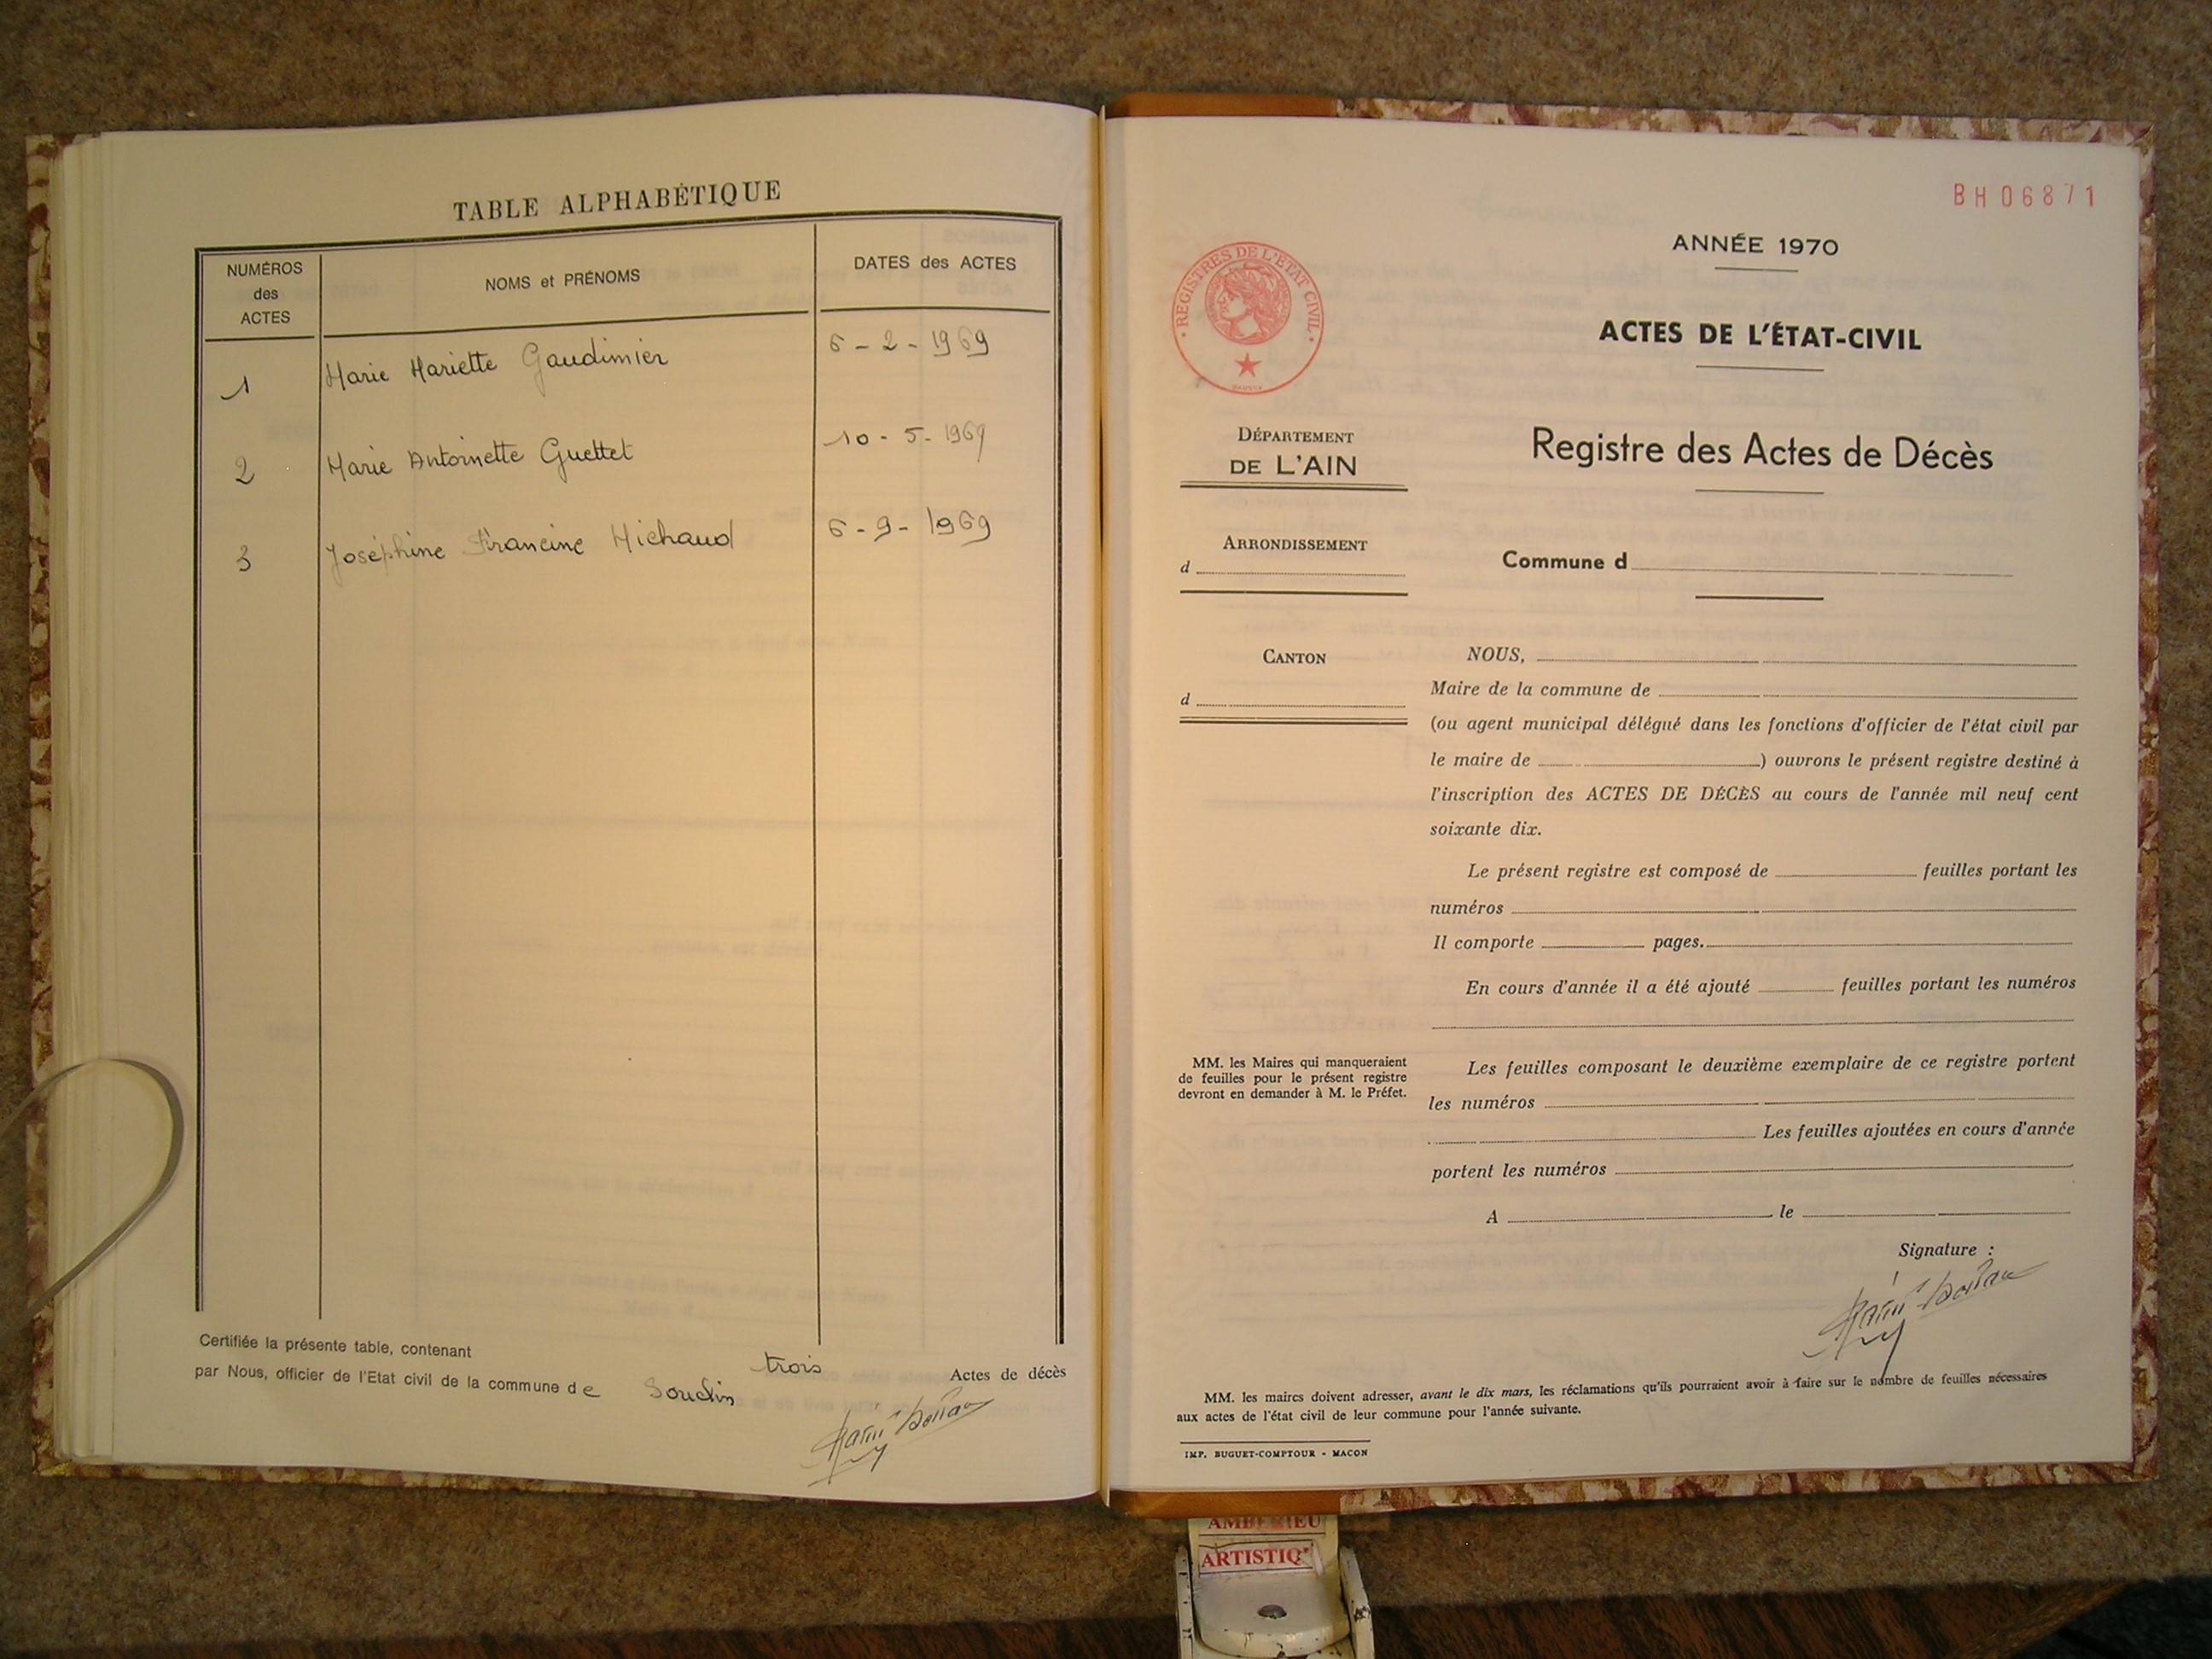 TABLE ALPHABÉTIQUE
NUMÉROS des ACTES
NOMS et PRÉNOMS
DATES des ACTES
1 Marie Mariette Gaudimier 6 - 2 - 1969
2 Marie Antoinette Guettet 10 - 5 - 1969
3 Joséphine Francine Michaud 6 - 9 - 1969
Certifiée la présente table, contenant trois Actes de décès
par Nous, officier de l'Etat civil de la commune de Souclin
BH06871
ANNÉE 1970
REGISTRES DE L'ÉTAT CIVIL
ACTES DE L'ÉTAT-CIVIL
DÉPARTEMENT
DE L'AIN
Registre des Actes de Décès
ARRONDISSEMENT
d
Commune d
CANTON
d
NOUS,
Maire de la commune de
(ou agent municipal délégué dans les fonctions d'officier de l'état civil par
le maire de ) ouvrons le présent registre destiné à
l'inscription des ACTES DE DÉCÈS au cours de l'année mil neuf cent
soixante dix.
Le présent registre est composé de feuilles portant les
numéros
Il comporte pages.
En cours d'année il a été ajouté feuilles portant les numéros
MM. les Maires qui manqueraient
de feuilles pour le présent registre
devront en demander à M. le Préfet.
Les feuilles composant le deuxième exemplaire de ce registre portent
les numéros
Les feuilles ajoutées en cours d'année
portent les numéros
A le
Signature :
MM. les maires doivent adresser, avant le dix mars, les réclamations qu'ils pourraient avoir à faire sur le nombre de feuilles nécessaires
aux actes de l'état civil de leur commune pour l'année suivante.
IMP. BUGUET-COMPTOUR - MACON
AMBERIEU
ARTISTIQ